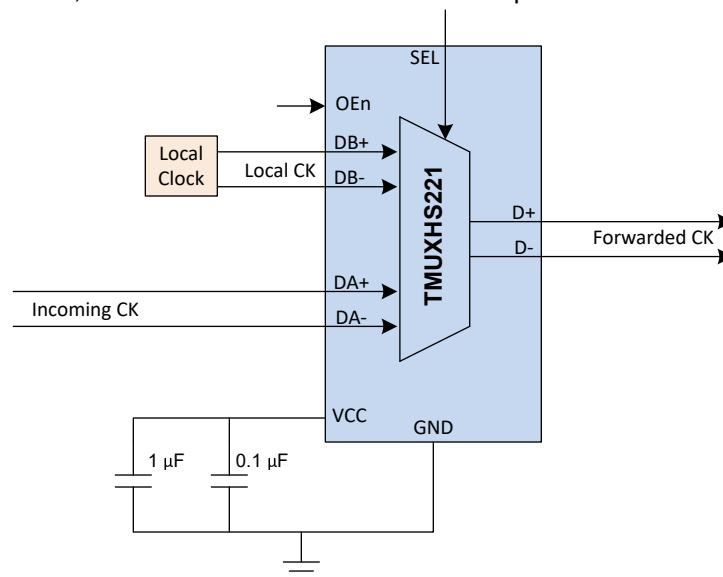 SEL
OEn
DB+
Local
Clock
Local CK
DB-
TMUXHS221
D+
Forwarded CK
D-
DA+
Incoming CK
DA-
VCC
GND
1 µF
0.1 µF